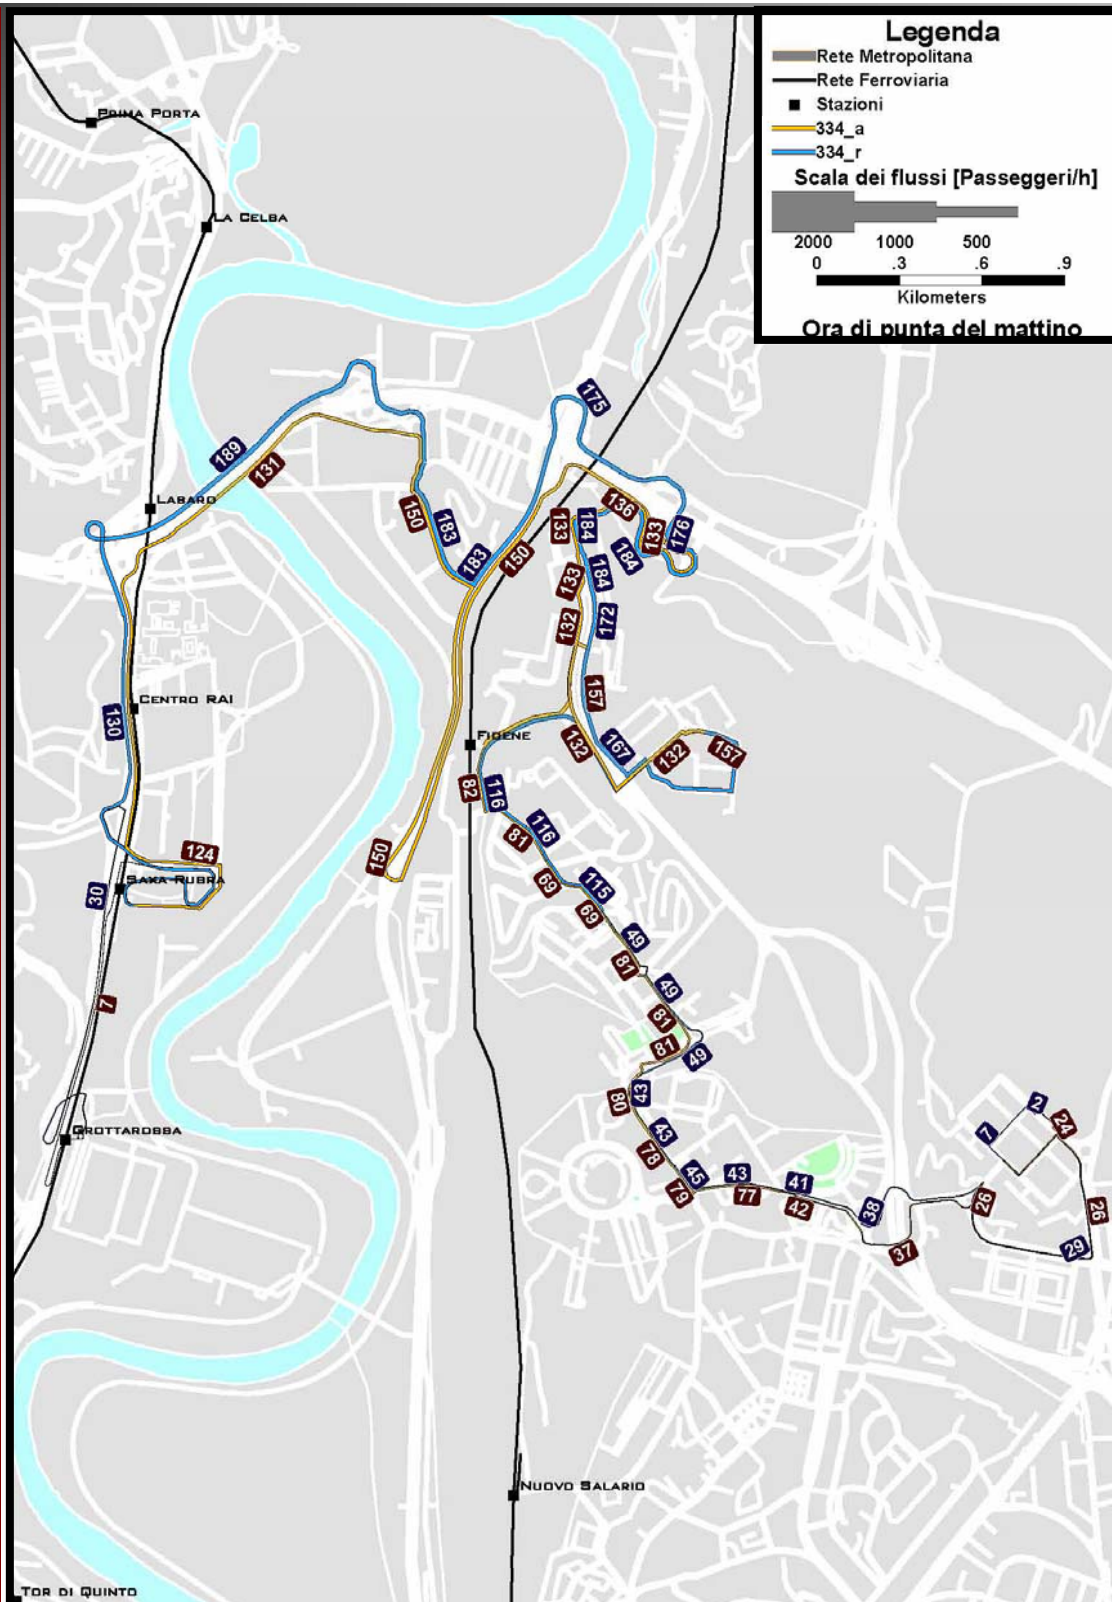 Legenda
Rete Metropolitana
Rete Ferroviaria
Stazioni
334_a
334_r
Scala dei flussi [Passeggeri/h]
2000 1000 500
0 .3 .6 .9
Kilometers
Ora di punta del mattino
PRIMA PORTA
LA CELSA
175
189
131
LABARO
150
183
183
150
133
184
136
133
176
184
133
184
132
172
157
CENTRO RAI
130
FIDENE
132
167
132
157
82
116
81
116
124
150
SAXA RUBRA
30
69
115
69
49
81
49
7
81
81
49
80
43
GROTTAROSSA
43
78
45
79
43
77
41
42
38
37
2
7
24
26
26
29
NUOVO SALARIO
TOR DI QUINTO